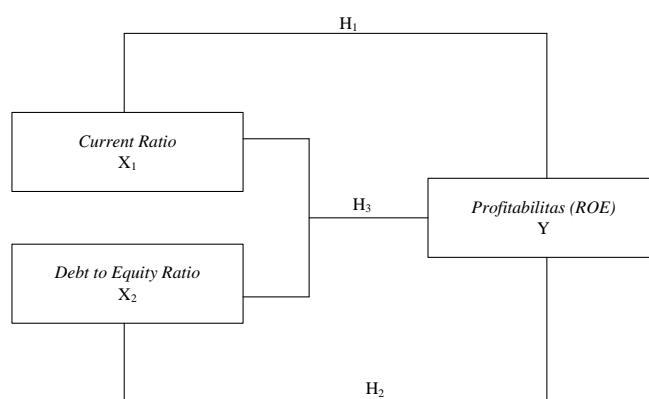 H₁
Current Ratio
X₁
H₃
Profitabilitas (ROE)
Y
Debt to Equity Ratio
X₂
H₂